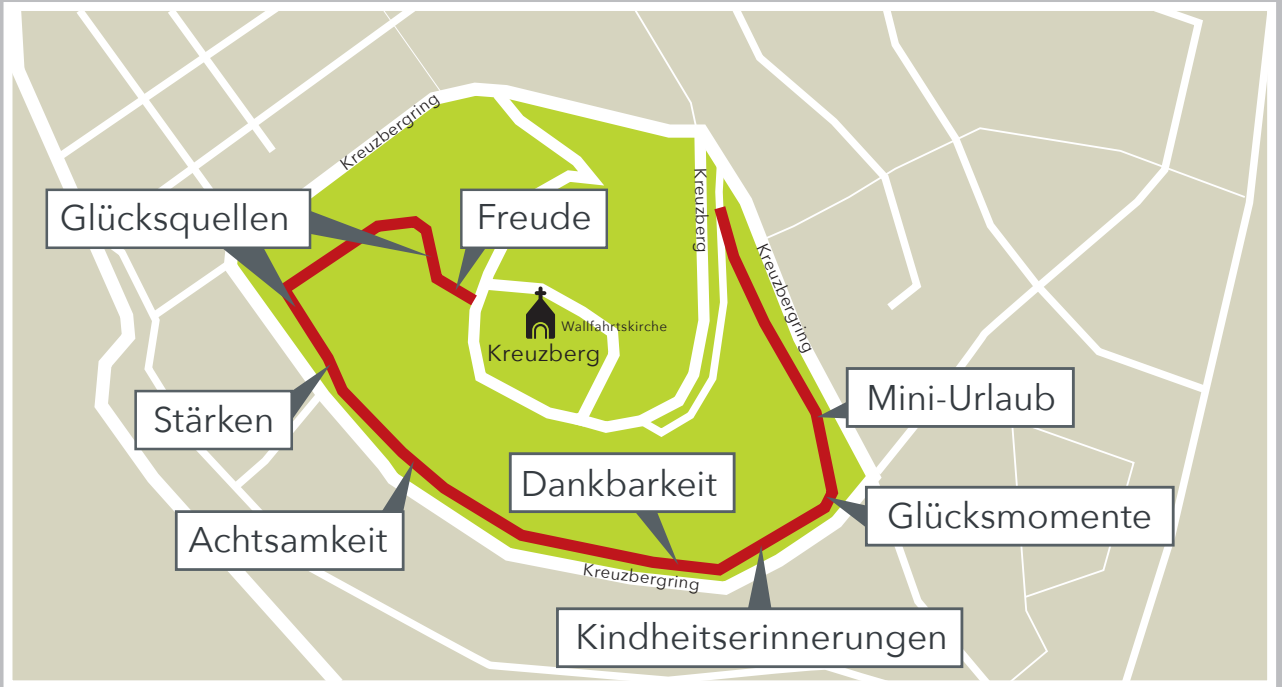 Kreuzbergring
Glücksquellen
Freude
Kreuzberg
Kreuzbergring
Wallfahrtskirche
Kreuzberg
Stärken
Mini-Urlaub
Dankbarkeit
Achtsamkeit
Glücksmomente
Kreuzbergring
Kindheitserinnerungen